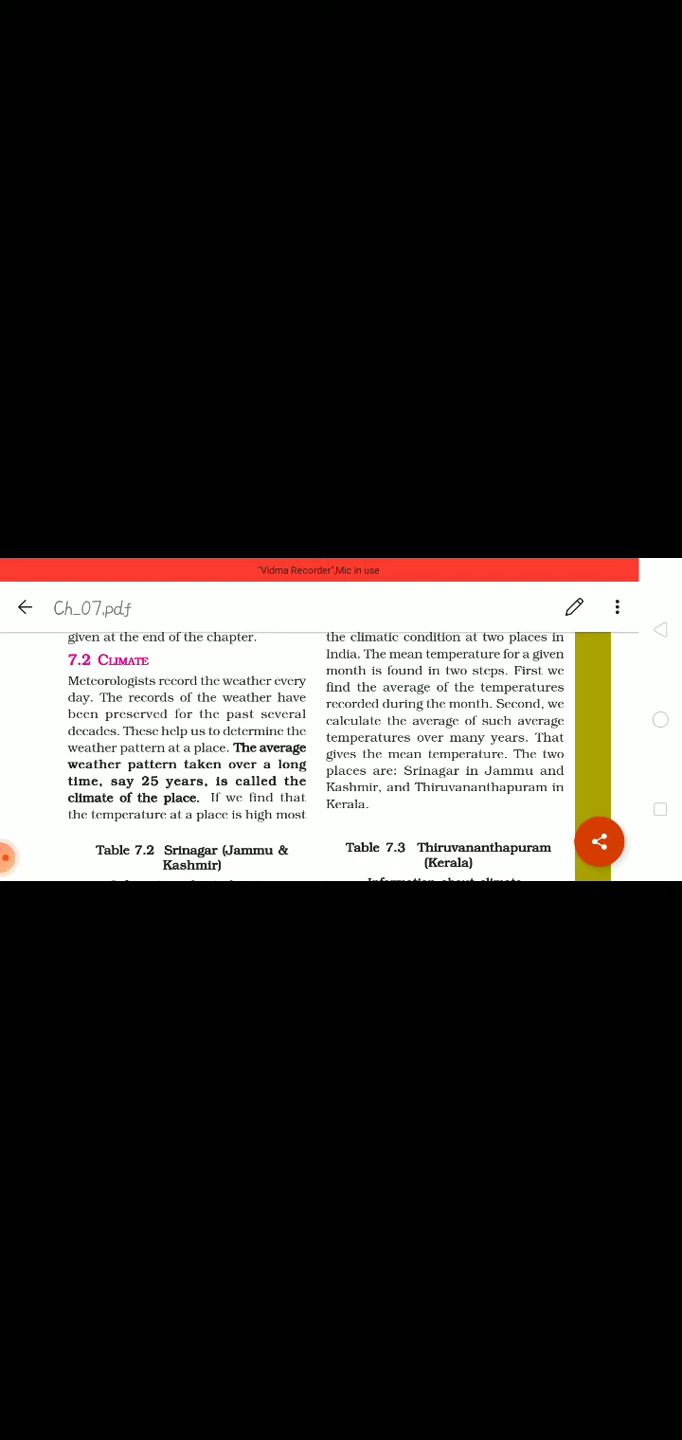 "Vidma Recorder",Mic in use
Ch_07.pdf
given at the end of the chapter.
7.2 CLIMATE
Meteorologists record the weather every
day. The records of the weather have
been preserved for the past several
decades. These help us to determine the
weather pattern at a place. The average
weather pattern taken over a long
time, say 25 years, is called the
climate of the place. If we find that
the temperature at a place is high most
Table 7.2 Srinagar (Jammu &
Kashmir)
the climatic condition at two places in
India. The mean temperature for a given
month is found in two steps. First we
find the average of the temperatures
recorded during the month. Second, we
calculate the average of such average
temperatures over many years. That
gives the mean temperature. The two
places are: Srinagar in Jammu and
Kashmir, and Thiruvananthapuram in
Kerala.
Table 7.3 Thiruvananthapuram
(Kerala)
Information about climate